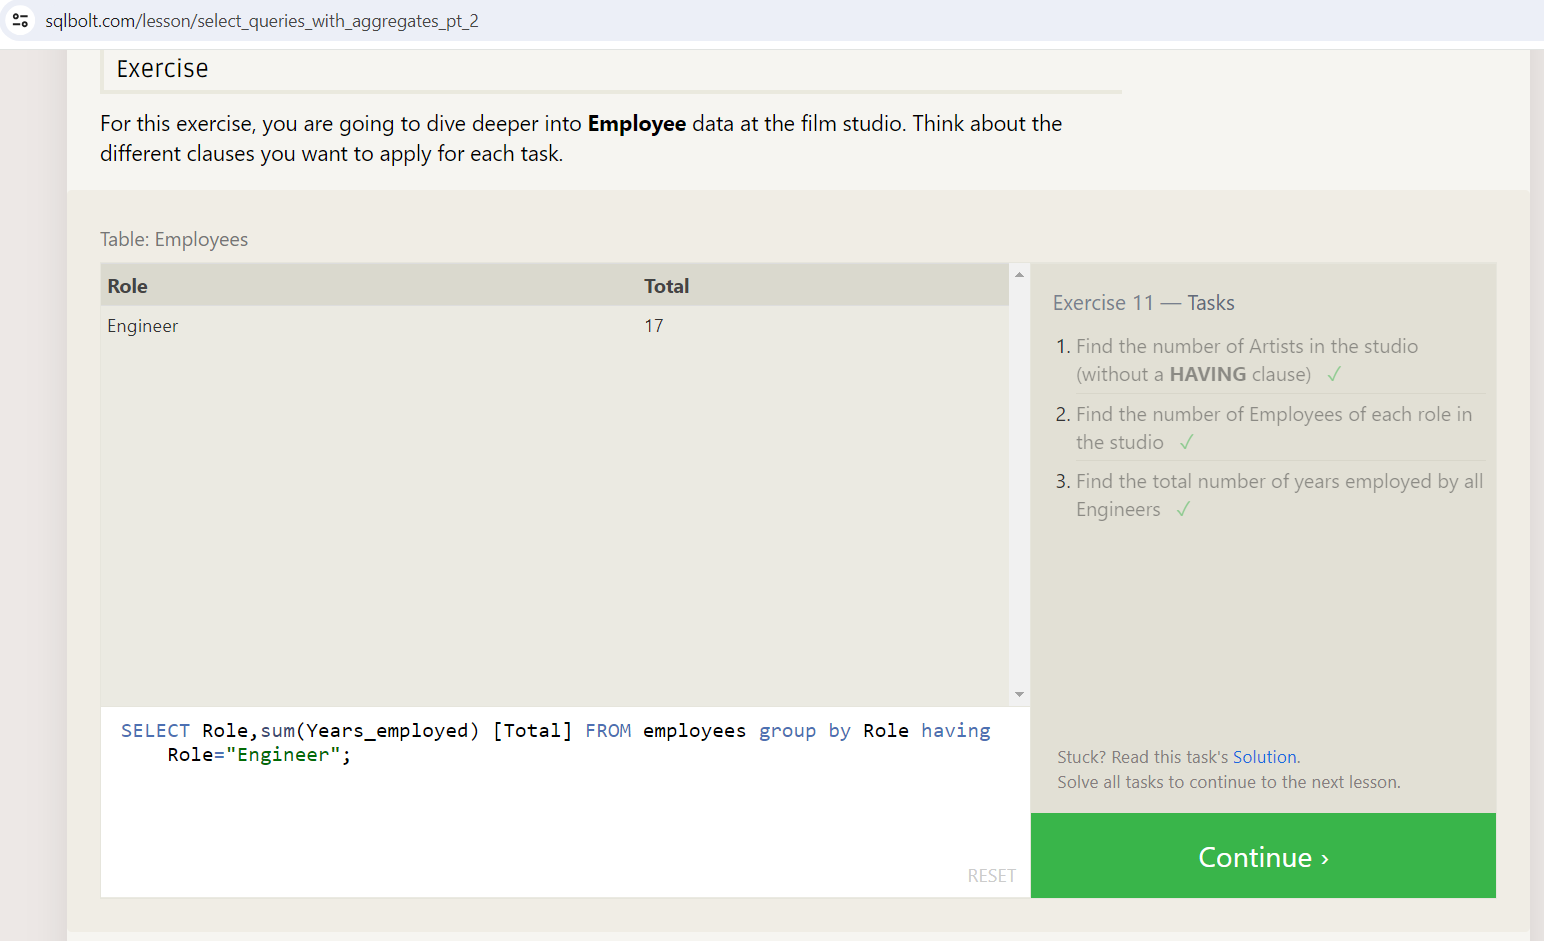 sqlbolt.com/lesson/select_queries_with_aggregates_pt_2
Exercise
For this exercise, you are going to dive deeper into Employee data at the film studio. Think about the
different clauses you want to apply for each task.
Table: Employees
Role Total
Engineer 17
SELECT Role,sum(Years_employed) [Total] FROM employees group by Role having
Role="Engineer";
RESET
Exercise 11 — Tasks
1. Find the number of Artists in the studio
(without a HAVING clause) ✓
2. Find the number of Employees of each role in
the studio ✓
3. Find the total number of years employed by all
Engineers ✓
Stuck? Read this task's Solution.
Solve all tasks to continue to the next lesson.
Continue ›